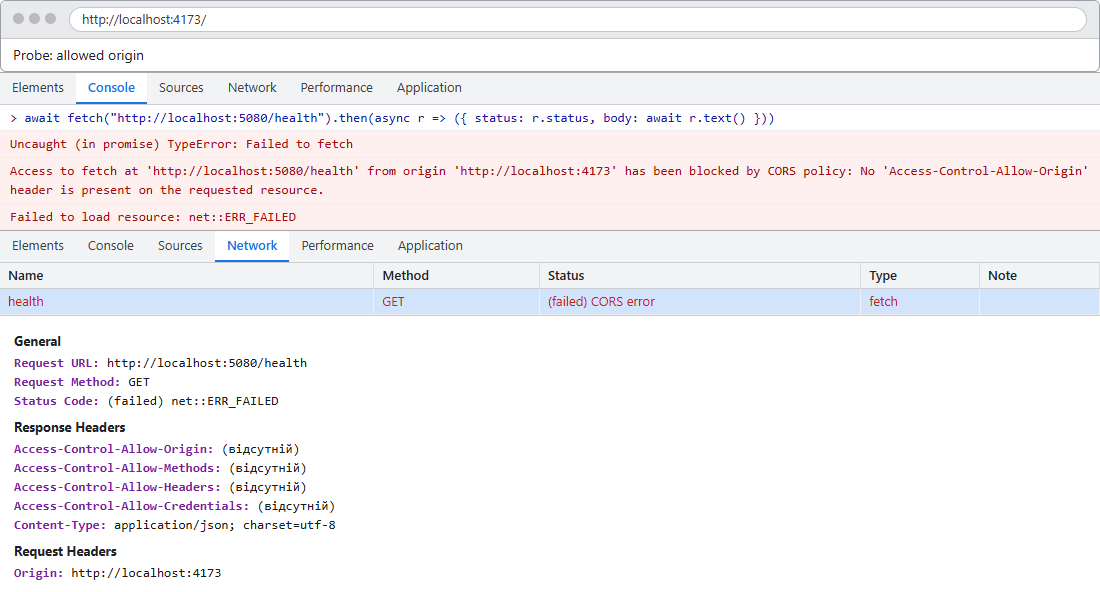 http://localhost:4173/
Probe: allowed origin
Elements Console Sources Network Performance Application
> await fetch("http://localhost:5080/health").then(async r => ({ status: r.status, body: await r.text() }))
Uncaught (in promise) TypeError: Failed to fetch
Access to fetch at 'http://localhost:5080/health' from origin 'http://localhost:4173' has been blocked by CORS policy: No 'Access-Control-Allow-Origin'
header is present on the requested resource.
Failed to load resource: net::ERR_FAILED
Elements Console Sources Network Performance Application
Name Method Status Type Note
health GET (failed) CORS error fetch
General
Request URL: http://localhost:5080/health
Request Method: GET
Status Code: (failed) net::ERR_FAILED
Response Headers
Access-Control-Allow-Origin: (відсутній)
Access-Control-Allow-Methods: (відсутній)
Access-Control-Allow-Headers: (відсутній)
Access-Control-Allow-Credentials: (відсутній)
Content-Type: application/json; charset=utf-8
Request Headers
Origin: http://localhost:4173